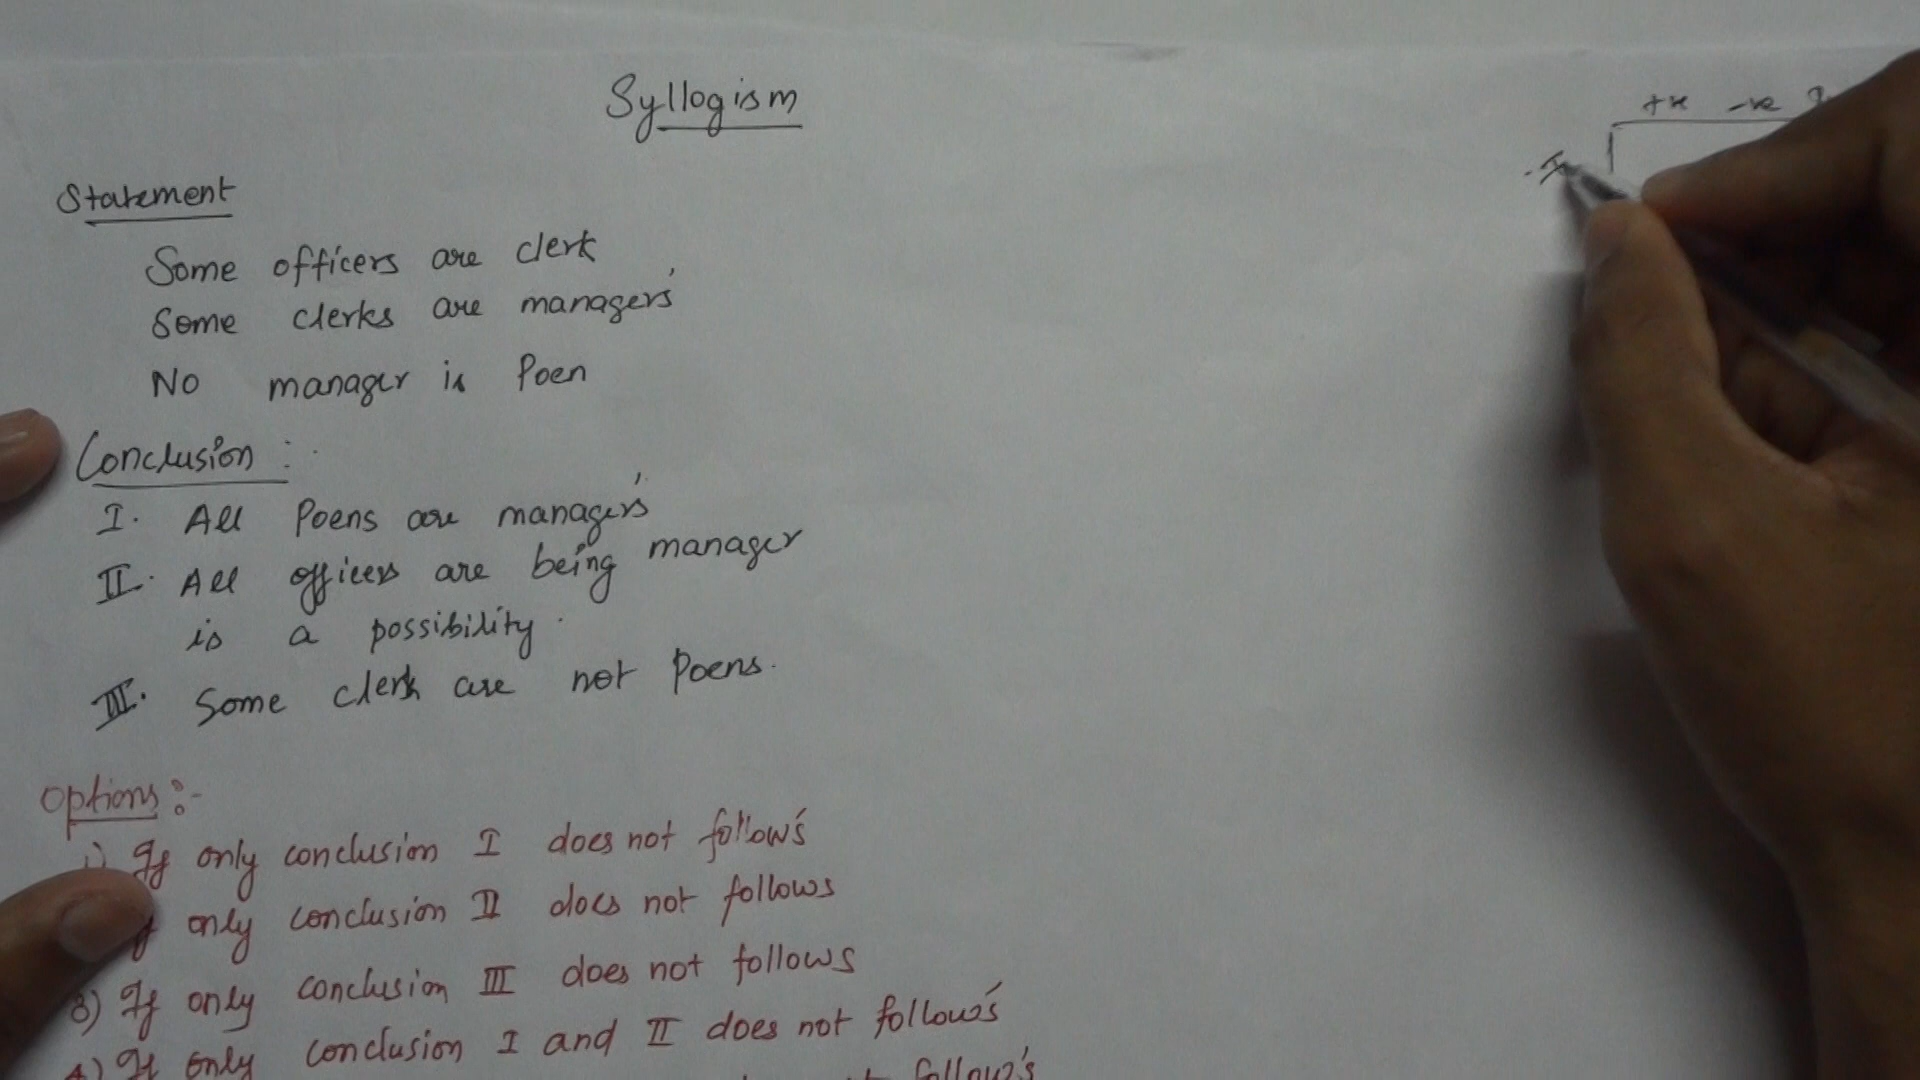 Syllogism
+ve -ve
I
Statement
Some officers are clerk
Some clerks are managers
No manager is Poen
Conclusion :
I. All Poens are managers
II. All officers are being manager
is a possibility.
III. Some clerk are not Poens.
Options :-
1) If only conclusion I does not follows
only conclusion II does not follows
3) If only conclusion III does not follows
4) If only conclusion I and II does not follows
follows